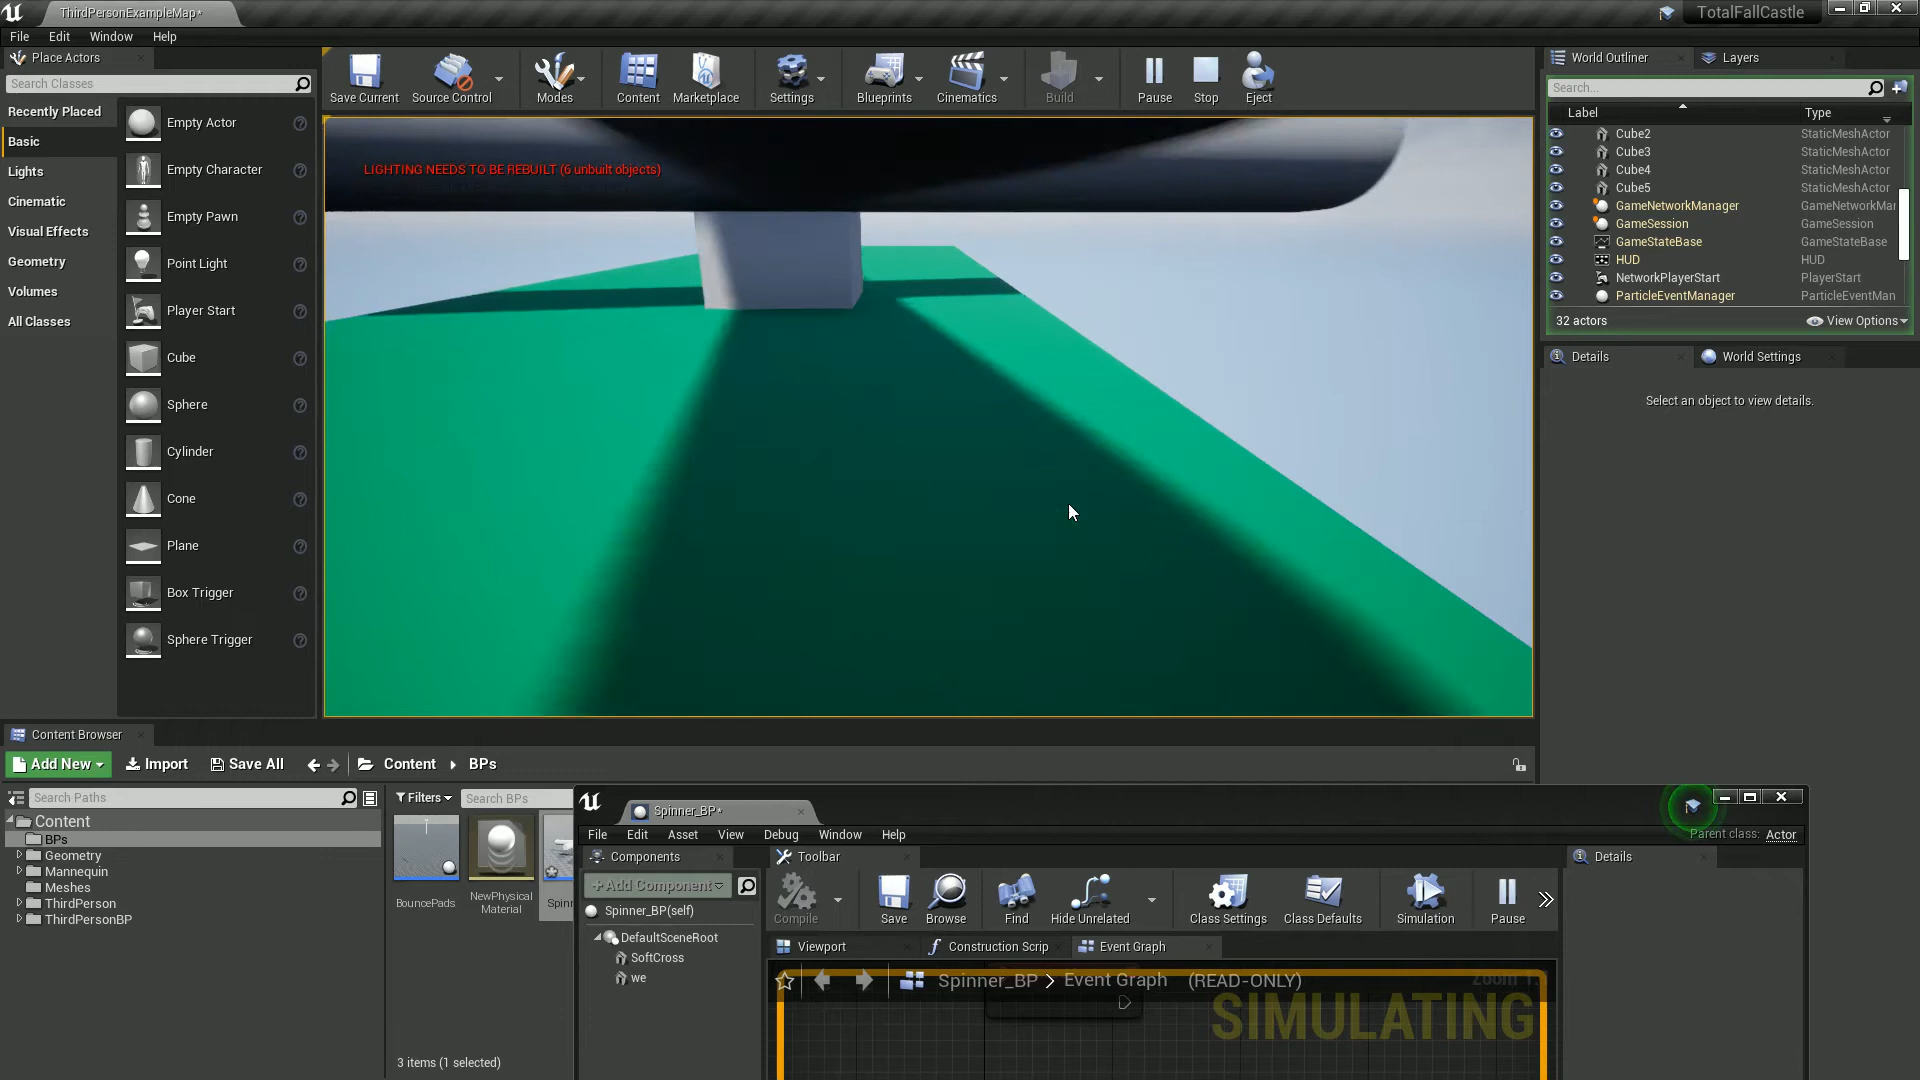 ThirdPersonExampleMap*
TotalFallCastle
File Edit Window Help
Place Actors
Search Classes
Recently Placed
Basic
Lights
Cinematic
Visual Effects
Geometry
Volumes
All Classes
Empty Actor
Empty Character
Empty Pawn
Point Light
Player Start
Cube
Sphere
Cylinder
Cone
Plane
Box Trigger
Sphere Trigger
Save Current Source Control Modes Content Marketplace Settings Blueprints Cinematics Build Pause Stop Eject
LIGHTING NEEDS TO BE REBUILT (6 unbuilt objects)
World Outliner Layers
Search...
Label Type
Cube2 StaticMeshActor
Cube3 StaticMeshActor
Cube4 StaticMeshActor
Cube5 StaticMeshActor
GameNetworkManager GameNetworkMar
GameSession GameSession
GameStateBase GameStateBase
HUD HUD
NetworkPlayerStart PlayerStart
ParticleEventManager ParticleEventMan
32 actors View Options
Details World Settings
Select an object to view details.
Content Browser
Add New Import Save All Content BPs
Search Paths
Filters Search BPs
Content
BPs
Geometry
Mannequin
Meshes
ThirdPerson
ThirdPersonBP
BouncePads
NewPhysical
Material
Spinn
3 items (1 selected)
Spinner_BP*
File Edit Asset View Debug Window Help
Parent class: Actor
Components Toolbar Details
+Add Component
Spinner_BP(self)
DefaultSceneRoot
SoftCross
we
Compile Save Browse Find Hide Unrelated Class Settings Class Defaults Simulation Pause
Viewport Construction Scrip Event Graph
Spinner_BP > Event Graph (READ-ONLY)
SIMULATING